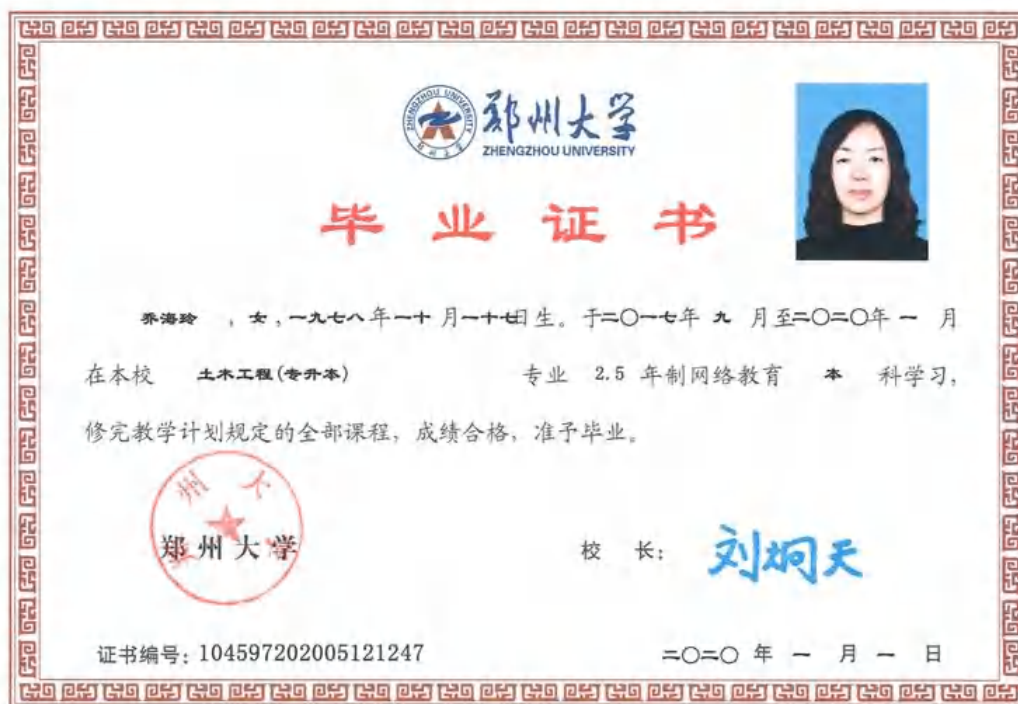 郑州大学
ZHENGZHOU UNIVERSITY
毕业证书
乔海玲 ,女,一九七八年一十月一十七日生。于二〇一七年九月至二〇二〇年一月
在本校 土木工程(专升本) 专业 2.5 年制网络教育 本 科学习,
修完教学计划规定的全部课程,成绩合格,准予毕业。
郑州大学
校 长: 刘炯天
证书编号:104597202005121247
二〇二〇年一月一日